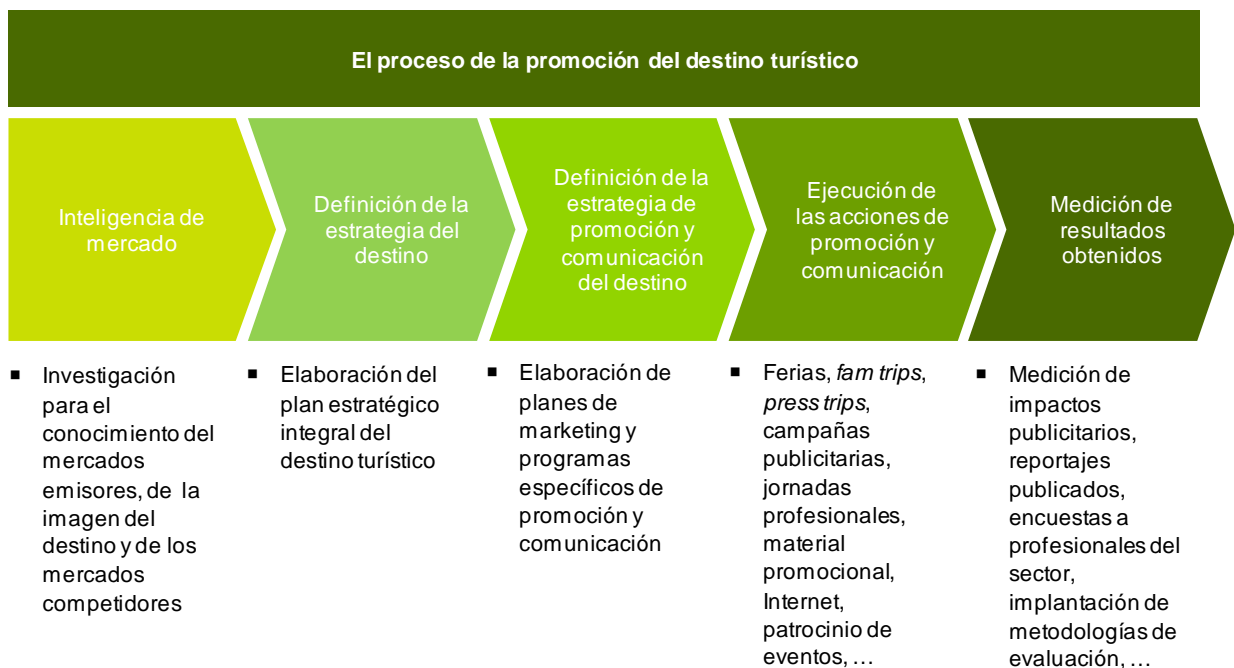 El proceso de la promoción del destino turístico
Inteligencia de
mercado
Definición de la
estrategia del
destino
Definición de la
estrategia de
promoción y
comunicación
del destino
Ejecución de
las acciones de
promoción y
comunicación
Medición de
resultados
obtenidos
▪ Investigación
para el
conocimiento del
mercados
emisores, de la
imagen del
destino y de los
mercados
competidores
▪ Elaboración del
plan estratégico
integral del
destino turístico
▪ Elaboración de
planes de
marketing y
programas
específicos de
promoción y
comunicación
▪ Ferias, fam trips,
press trips,
campañas
publicitarias,
jornadas
profesionales,
material
promocional,
Internet,
patrocinio de
eventos, …
▪ Medición de
impactos
publicitarios,
reportajes
publicados,
encuestas a
profesionales del
sector,
implantación de
metodologías de
evaluación, …